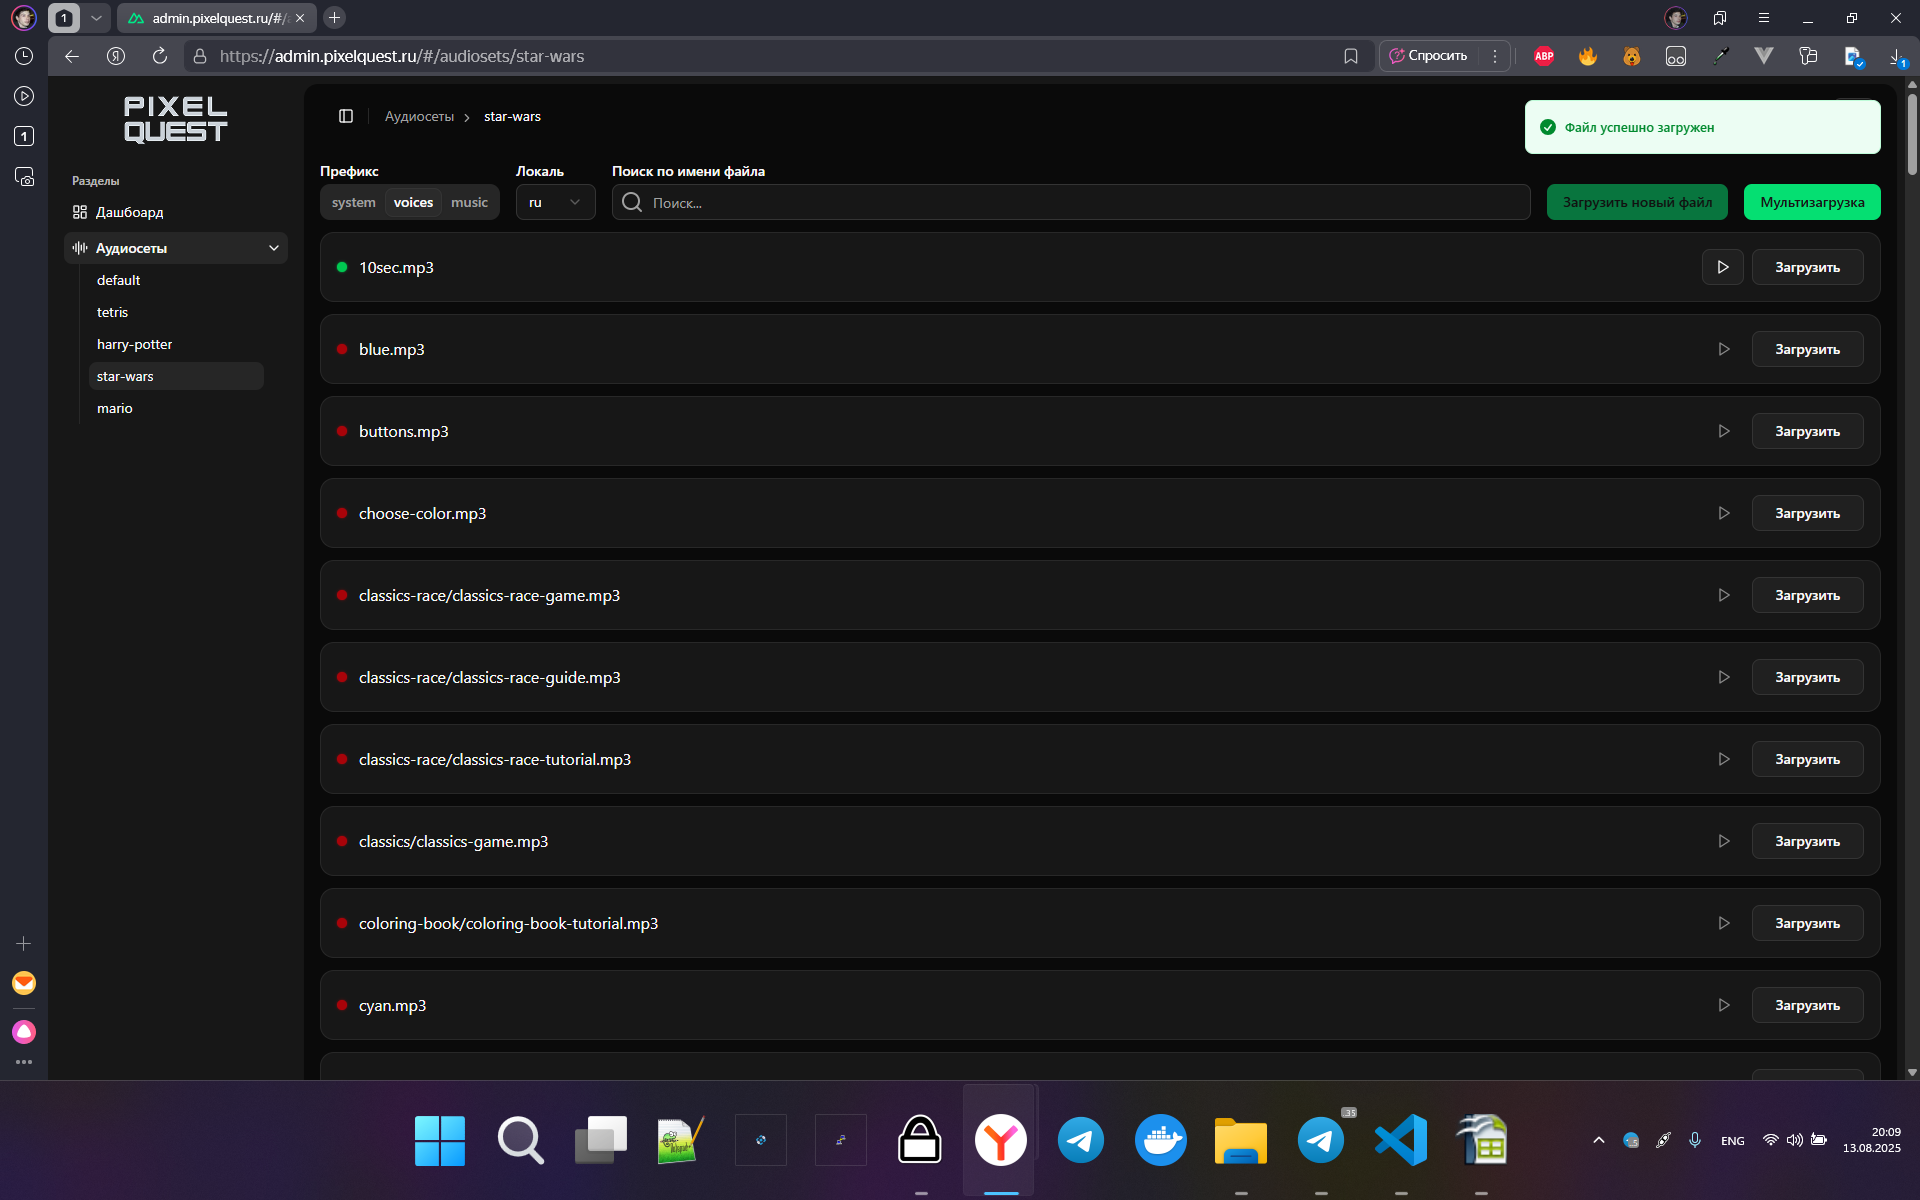 1
admin.pixelquest.ru/#/a
https://admin.pixelquest.ru/#/audiosets/star-wars
Спросить
ABP
1
1
PIXEL
QUEST
Разделы
Дашбоард
Аудиосеты
default
tetris
harry-potter
star-wars
mario
Аудиосеты
star-wars
Файл успешно загружен
Префикс
Локаль
Поиск по имени файла
system
voices
music
ru
Поиск...
Загрузить новый файл
Мультизагрузка
10sec.mp3
Загрузить
blue.mp3
Загрузить
buttons.mp3
Загрузить
choose-color.mp3
Загрузить
classics-race/classics-race-game.mp3
Загрузить
classics-race/classics-race-guide.mp3
Загрузить
classics-race/classics-race-tutorial.mp3
Загрузить
classics/classics-game.mp3
Загрузить
coloring-book/coloring-book-tutorial.mp3
Загрузить
cyan.mp3
Загрузить
35
ENG
20:09
13.08.2025